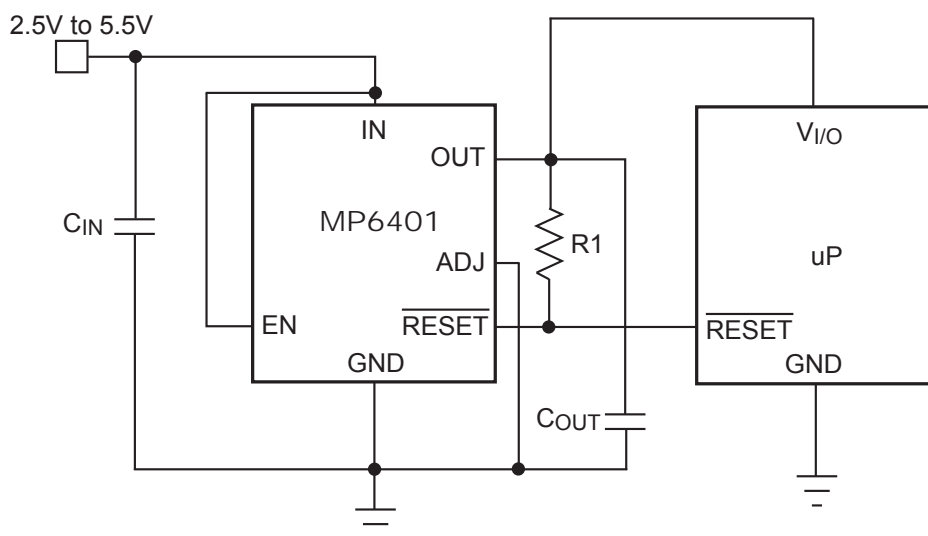 2.5V to 5.5V
IN
OUT
VI/O
CIN
MP6401
R1
uP
ADJ
EN
RESET
RESET
GND
GND
COUT